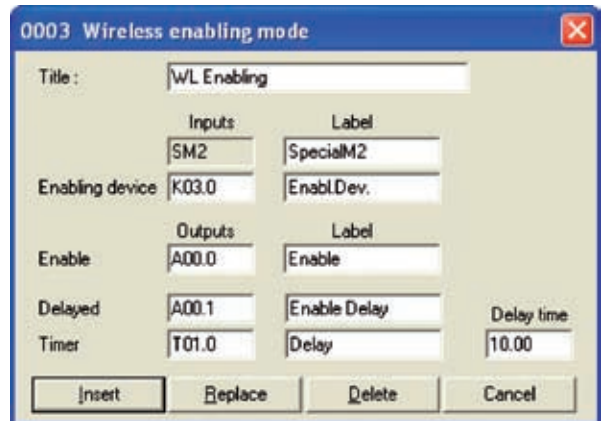 0003 Wireless enabling mode
Title : WL Enabling
Inputs Label
SM2 SpecialM2
Enabling device K03.0 Enabl.Dev.
Outputs Label
Enable A00.0 Enable
Delayed A00.1 Enable Delay Delay time
Timer T01.0 Delay 10.00
Insert Replace Delete Cancel